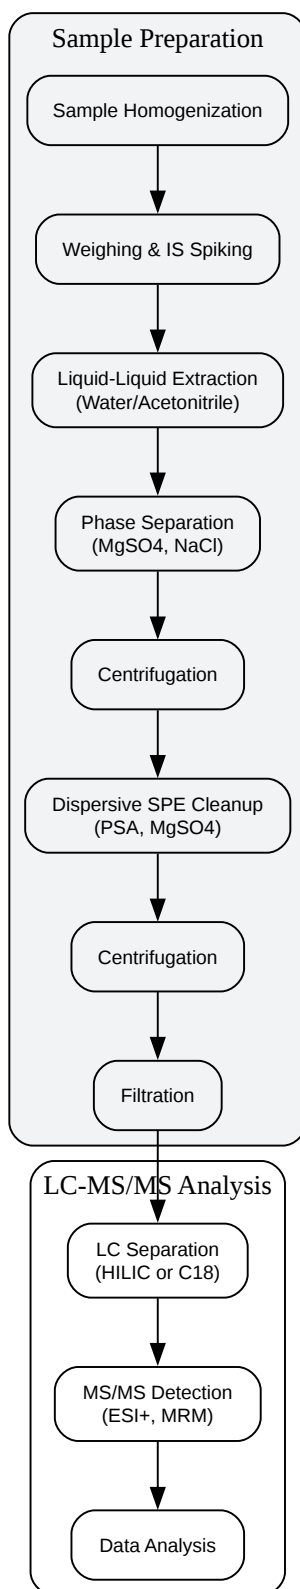 Sample Preparation
Sample Homogenization
Weighing & IS Spiking
Liquid-Liquid Extraction
(Water/Acetonitrile)
Phase Separation
(MgSO4, NaCl)
Centrifugation
Dispersive SPE Cleanup
(PSA, MgSO4)
Centrifugation
Filtration
LC-MS/MS Analysis
LC Separation
(HILIC or C18)
MS/MS Detection
(ESI+, MRM)
Data Analysis